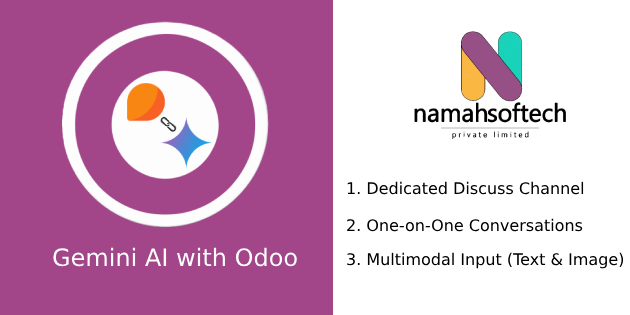 Gemini AI with Odoo
namahsoftech
private limited
1. Dedicated Discuss Channel
2. One-on-One Conversations
3. Multimodal Input (Text & Image)